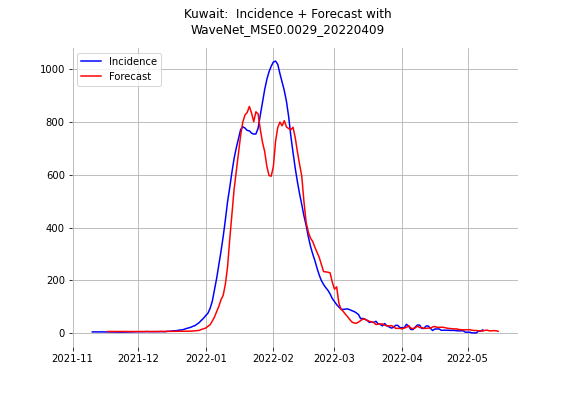 Kuwait:  Incidence + Forecast with
WaveNet_MSE0.0029_20220409
Incidence
Forecast
1000
800
600
400
200
0
2021-11 2021-12 2022-01 2022-02 2022-03 2022-04 2022-05